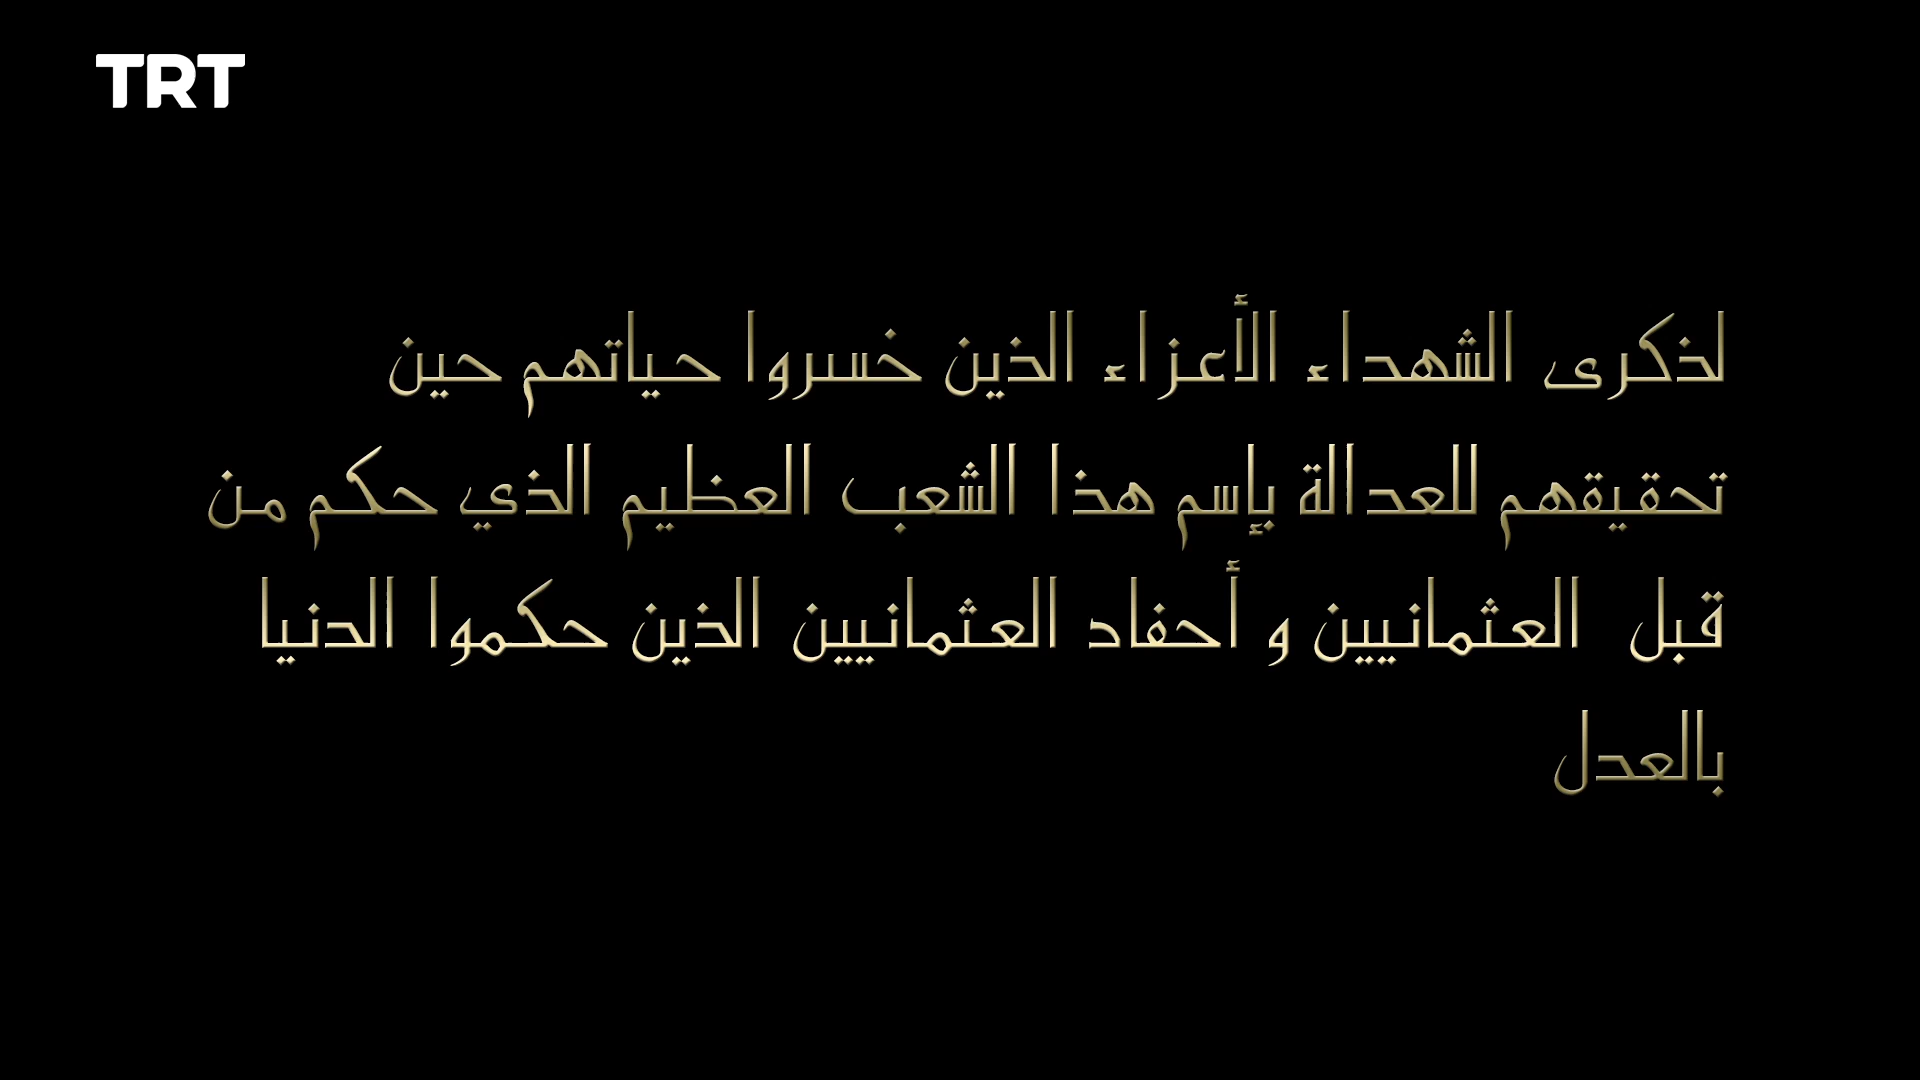 TRT
لذكرى الشهداء الأعزاء الذين خسروا حياتهم حين
تحقيقهم للعدالة بإسم هذا الشعب العظيم الذي حكم من
قبل العثمانيين و أحفاد العثمانيين الذين حكموا الدنيا
بالعدل